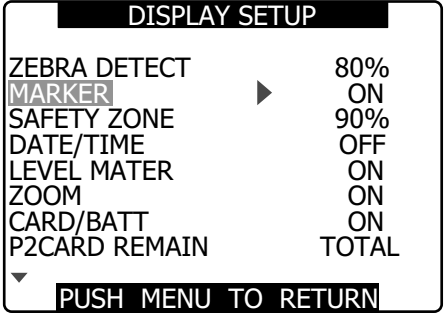 DISPLAY SETUP
ZEBRA DETECT 80%
MARKER ON
SAFETY ZONE 90%
DATE/TIME OFF
LEVEL MATER ON
ZOOM ON
CARD/BATT ON
P2CARD REMAIN TOTAL
PUSH MENU TO RETURN